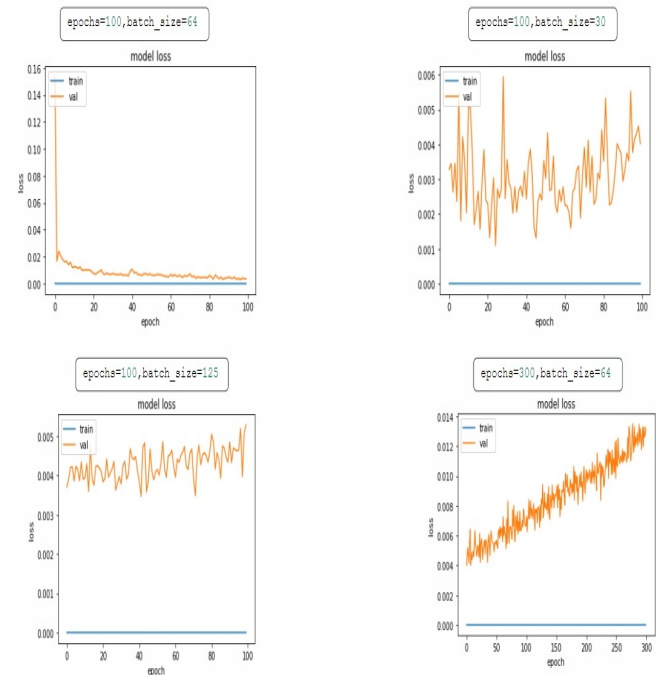 epochs=100,batch_size=64
model loss
train
val
0.16
0.14
0.12
0.10
0.08
0.06
0.04
0.02
0.00
loss
0 20 40 60 80 100
epoch
epochs=100,batch_size=30
model loss
train
val
0.006
0.005
0.004
0.003
0.002
0.001
0.000
loss
0 20 40 60 80 100
epoch
epochs=100,batch_size=125
model loss
train
val
0.005
0.004
0.003
0.002
0.001
0.000
loss
0 20 40 60 80 100
epoch
epochs=300,batch_size=64
model loss
train
val
0.014
0.012
0.010
0.008
0.006
0.004
0.002
0.000
loss
0 50 100 150 200 250 300
epoch